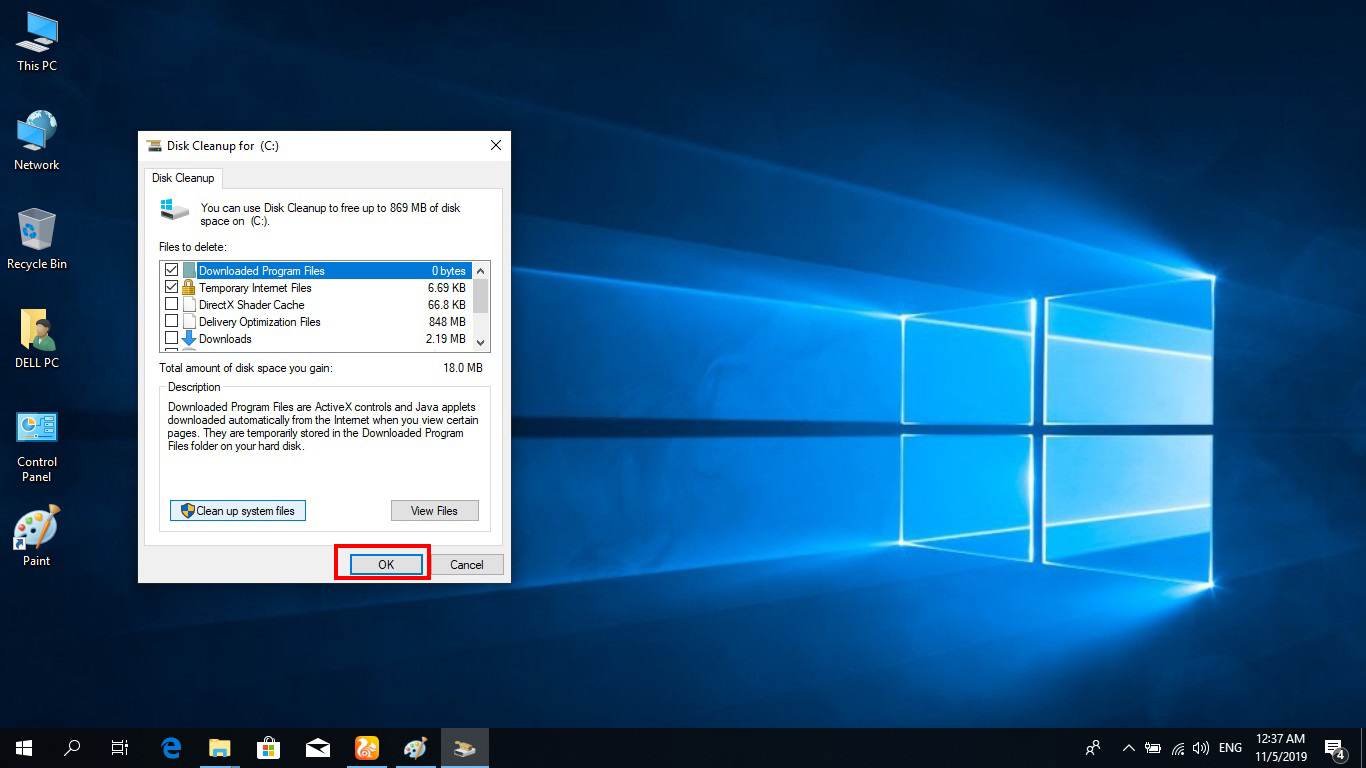 This PC
Network
Recycle Bin
DELL PC
Control
Panel
Paint
Disk Cleanup for (C:)
Disk Cleanup
You can use Disk Cleanup to free up to 869 MB of disk
space on (C:).
Files to delete:
Downloaded Program Files 0 bytes
Temporary Internet Files 6.69 KB
DirectX Shader Cache 66.8 KB
Delivery Optimization Files 848 MB
Downloads 2.19 MB
Total amount of disk space you gain: 18.0 MB
Description
Downloaded Program Files are ActiveX controls and Java applets
downloaded automatically from the Internet when you view certain
pages. They are temporarily stored in the Downloaded Program
Files folder on your hard disk.
Clean up system files View Files
OK Cancel
ENG
12:37 AM
11/5/2019
4